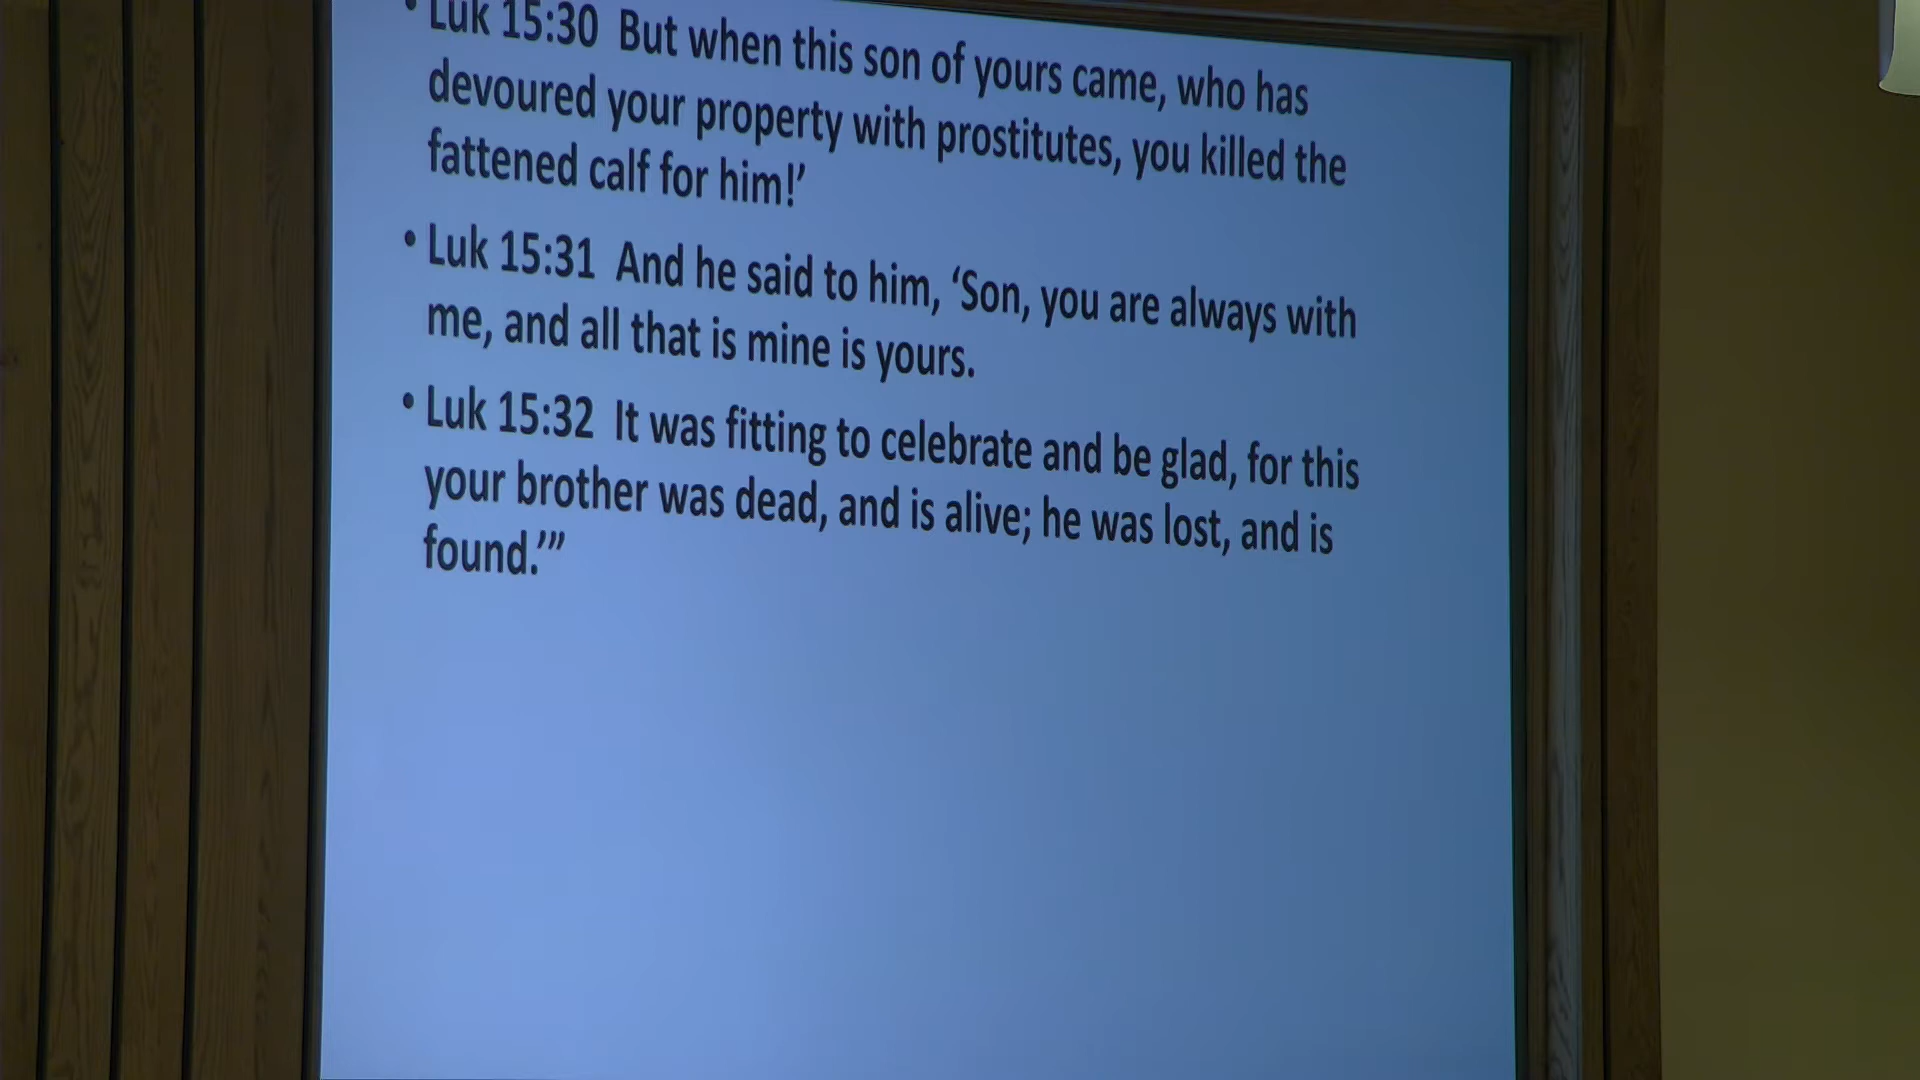 • Luk 15:30  But when this son of yours came, who has
devoured your property with prostitutes, you killed the
fattened calf for him!’
• Luk 15:31  And he said to him, ‘Son, you are always with
me, and all that is mine is yours.
• Luk 15:32  It was fitting to celebrate and be glad, for this
your brother was dead, and is alive; he was lost, and is
found.’”